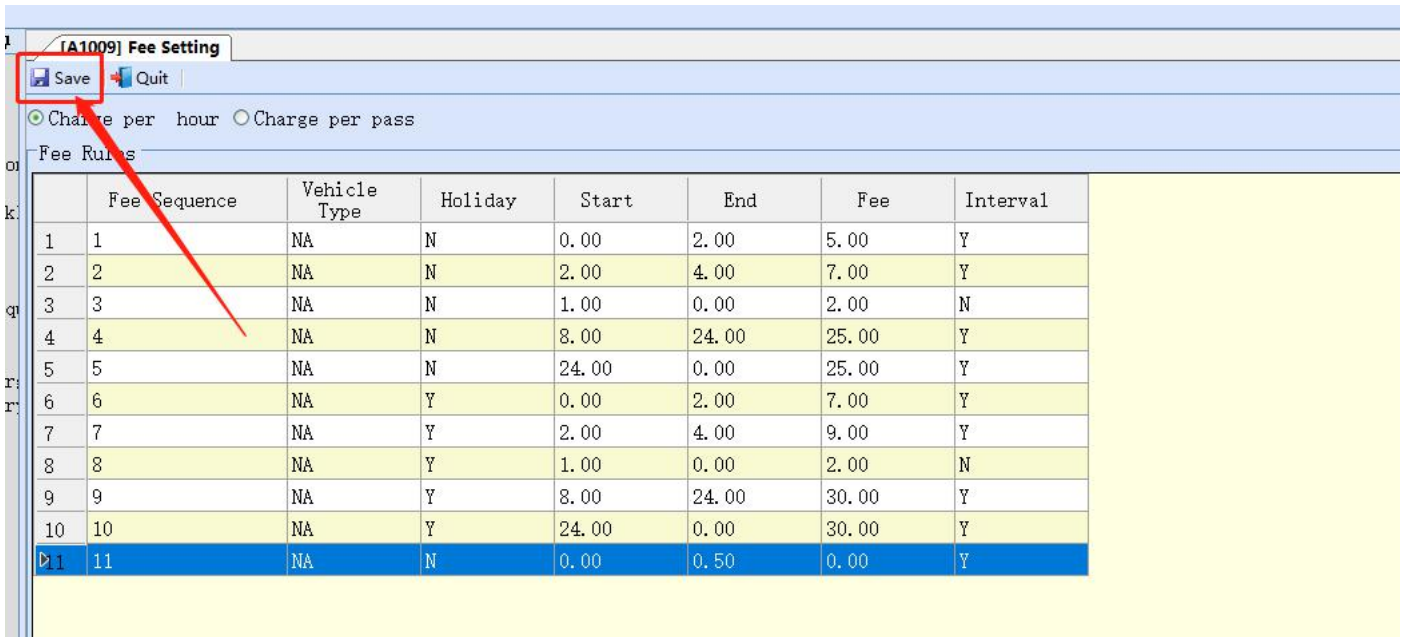 [A1009] Fee Setting
Save Quit
Charge per hour Charge per pass
Fee Rules
Fee Sequence Vehicle Type Holiday Start End Fee Interval
1 1 NA N 0.00 2.00 5.00 Y
2 2 NA N 2.00 4.00 7.00 Y
3 3 NA N 1.00 0.00 2.00 N
4 4 NA N 8.00 24.00 25.00 Y
5 5 NA N 24.00 0.00 25.00 Y
6 6 NA Y 0.00 2.00 7.00 Y
7 7 NA Y 2.00 4.00 9.00 Y
8 8 NA Y 1.00 0.00 2.00 N
9 9 NA Y 8.00 24.00 30.00 Y
10 10 NA Y 24.00 0.00 30.00 Y
11 11 NA N 0.00 0.50 0.00 Y